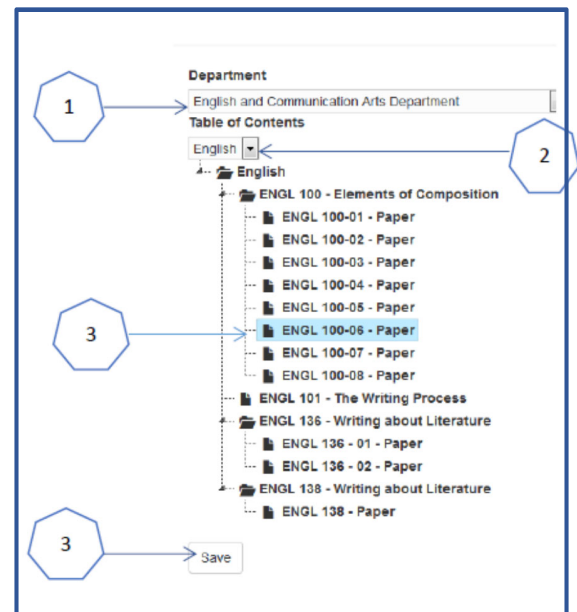 Department
1
English and Communication Arts Department
Table of Contents
English
2
English
ENGL 100 - Elements of Composition
ENGL 100-01 - Paper
ENGL 100-02 - Paper
ENGL 100-03 - Paper
ENGL 100-04 - Paper
ENGL 100-05 - Paper
3
ENGL 100-06 - Paper
ENGL 100-07 - Paper
ENGL 100-08 - Paper
ENGL 101 - The Writing Process
ENGL 136 - Writing about Literature
ENGL 136 - 01 - Paper
ENGL 136 - 02 - Paper
ENGL 138 - Writing about Literature
ENGL 138 - Paper
3
Save